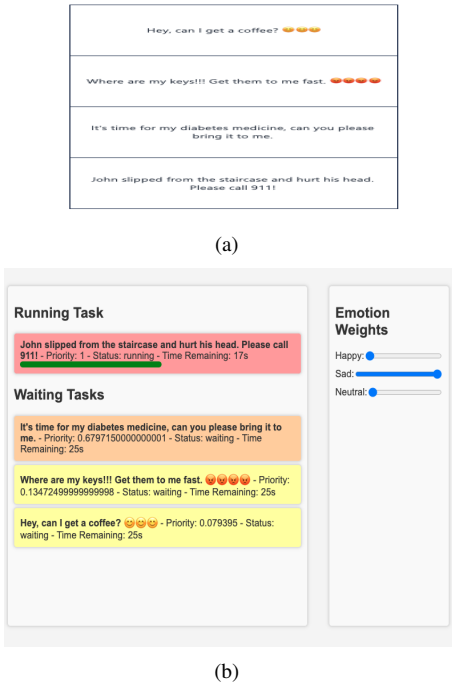 Hey, can I get a coffee? 😊😊😊
Where are my keys!!! Get them to me fast. 😡😡😡😡
It's time for my diabetes medicine, can you please
bring it to me.
John slipped from the staircase and hurt his head.
Please call 911!
(a)
Running Task
John slipped from the staircase and hurt his head. Please call
911! - Priority: 1 - Status: running - Time Remaining: 17s
Waiting Tasks
It's time for my diabetes medicine, can you please bring it to
me. - Priority: 0.6797150000000001 - Status: waiting - Time
Remaining: 25s
Where are my keys!!! Get them to me fast. 😡😡😡😡 - Priority:
0.13472499999999998 - Status: waiting - Time Remaining: 25s
Hey, can I get a coffee? 😊😊😊 - Priority: 0.079395 - Status:
waiting - Time Remaining: 25s
Emotion
Weights
Happy:
Sad:
Neutral:
(b)